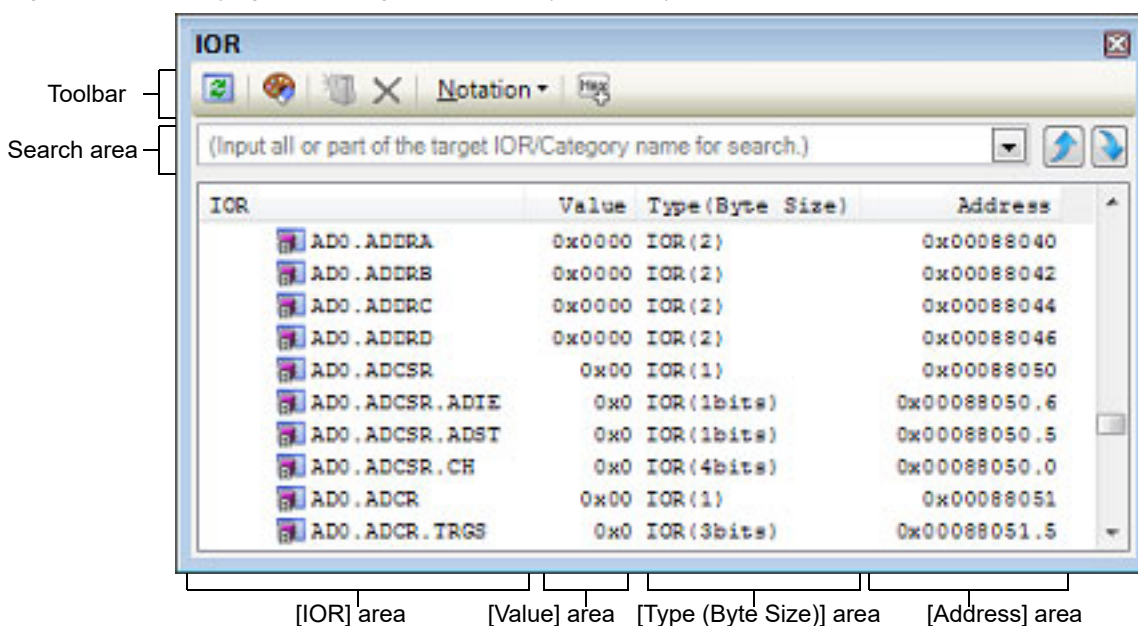 IOR
Toolbar
Notation
Hex
Search area
(Input all or part of the target IOR/Category name for search.)
IOR Value Type(Byte Size) Address
AD0.ADDRA 0x0000 IOR(2) 0x00088040
AD0.ADDRB 0x0000 IOR(2) 0x00088042
AD0.ADDRC 0x0000 IOR(2) 0x00088044
AD0.ADDRD 0x0000 IOR(2) 0x00088046
AD0.ADCSR 0x00 IOR(1) 0x00088050
AD0.ADCSR.ADIE 0x0 IOR(1bits) 0x00088050.6
AD0.ADCSR.ADST 0x0 IOR(1bits) 0x00088050.5
AD0.ADCSR.CH 0x0 IOR(4bits) 0x00088050.0
AD0.ADCR 0x00 IOR(1) 0x00088051
AD0.ADCR.TRGS 0x0 IOR(3bits) 0x00088051.5
[IOR] area [Value] area [Type (Byte Size)] area [Address] area